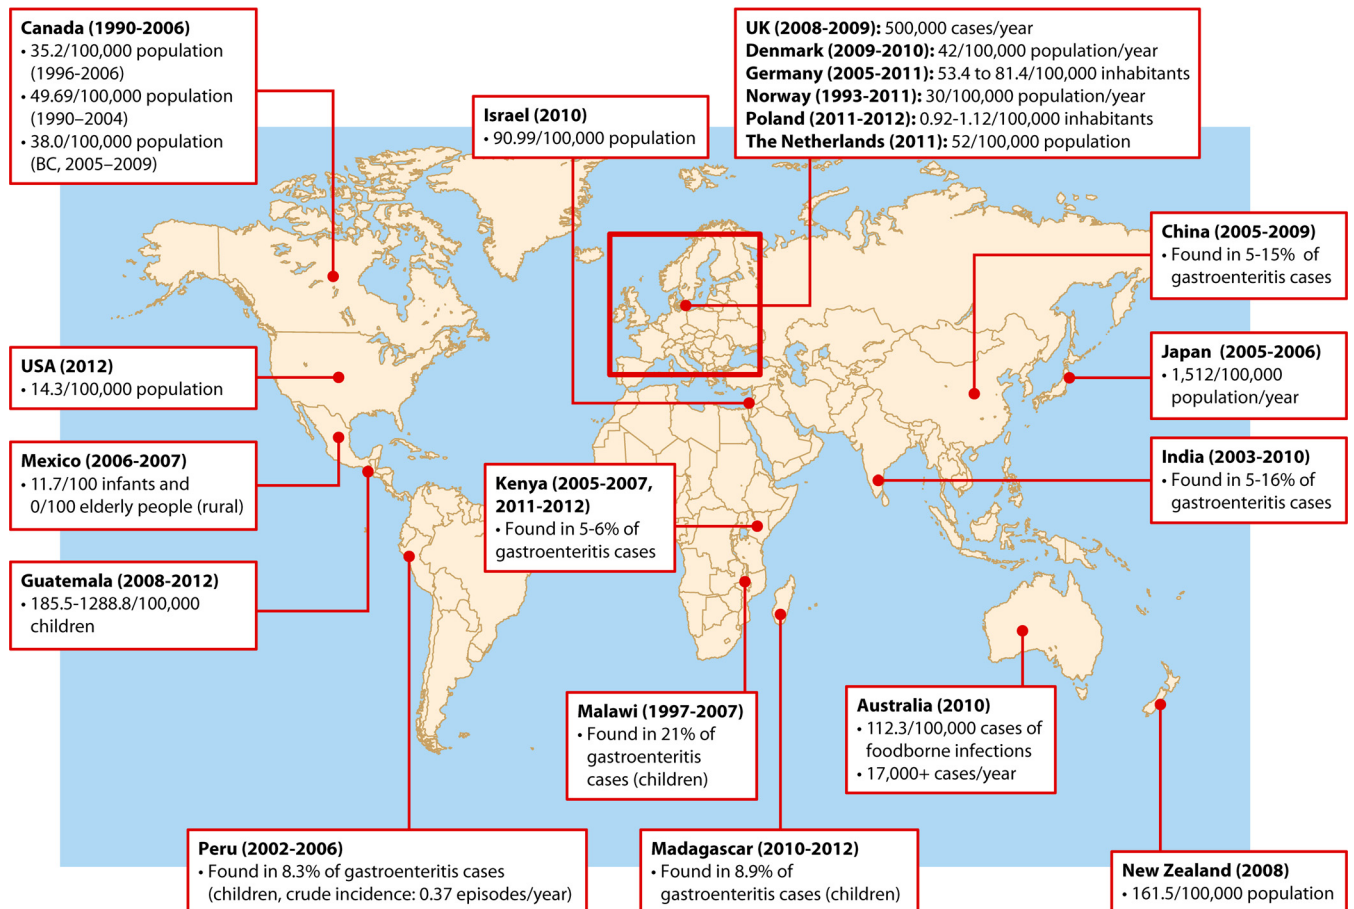 Canada (1990-2006)
• 35.2/100,000 population
(1996-2006)
• 49.69/100,000 population
(1990–2004)
• 38.0/100,000 population
(BC, 2005–2009)
Israel (2010)
• 90.99/100,000 population
UK (2008-2009): 500,000 cases/year
Denmark (2009-2010): 42/100,000 population/year
Germany (2005-2011): 53.4 to 81.4/100,000 inhabitants
Norway (1993-2011): 30/100,000 population/year
Poland (2011-2012): 0.92-1.12/100,000 inhabitants
The Netherlands (2011): 52/100,000 population
China (2005-2009)
• Found in 5-15% of
gastroenteritis cases
USA (2012)
• 14.3/100,000 population
Japan (2005-2006)
• 1,512/100,000
population/year
Mexico (2006-2007)
• 11.7/100 infants and
0/100 elderly people (rural)
Kenya (2005-2007,
2011-2012)
• Found in 5-6% of
gastroenteritis cases
India (2003-2010)
• Found in 5-16% of
gastroenteritis cases
Guatemala (2008-2012)
• 185.5-1288.8/100,000
children
Malawi (1997-2007)
• Found in 21% of
gastroenteritis
cases (children)
Australia (2010)
• 112.3/100,000 cases of
foodborne infections
• 17,000+ cases/year
Peru (2002-2006)
• Found in 8.3% of gastroenteritis cases
(children, crude incidence: 0.37 episodes/year)
Madagascar (2010-2012)
• Found in 8.9% of
gastroenteritis cases (children)
New Zealand (2008)
• 161.5/100,000 population